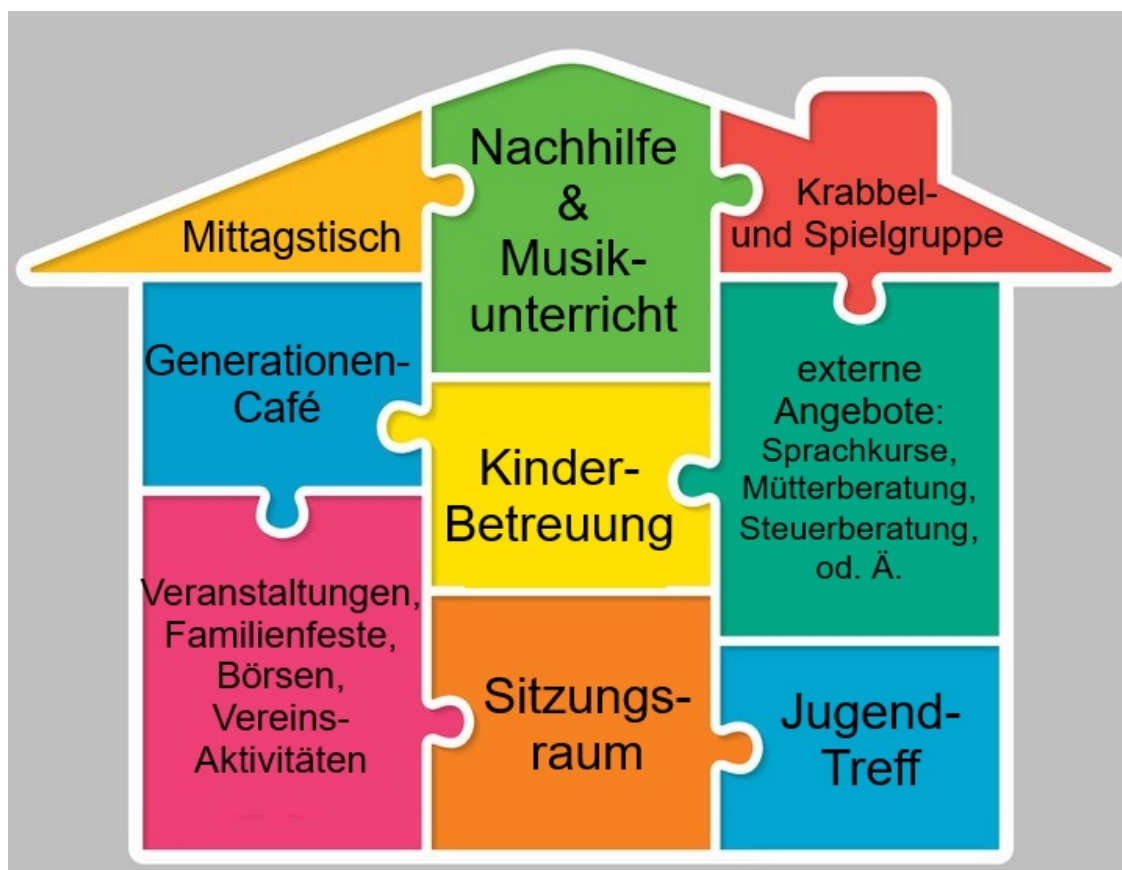 Mittagstisch
Nachhilfe
&
Musik-
unterricht
Krabbel-
und Spielgruppe
Generationen-
Café
Kinder-
Betreuung
externe
Angebote:
Sprachkurse,
Mütterberatung,
Steuerberatung,
od. Ä.
Veranstaltungen,
Familienfeste,
Börsen,
Vereins-
Aktivitäten
Sitzungs-
raum
Jugend-
Treff